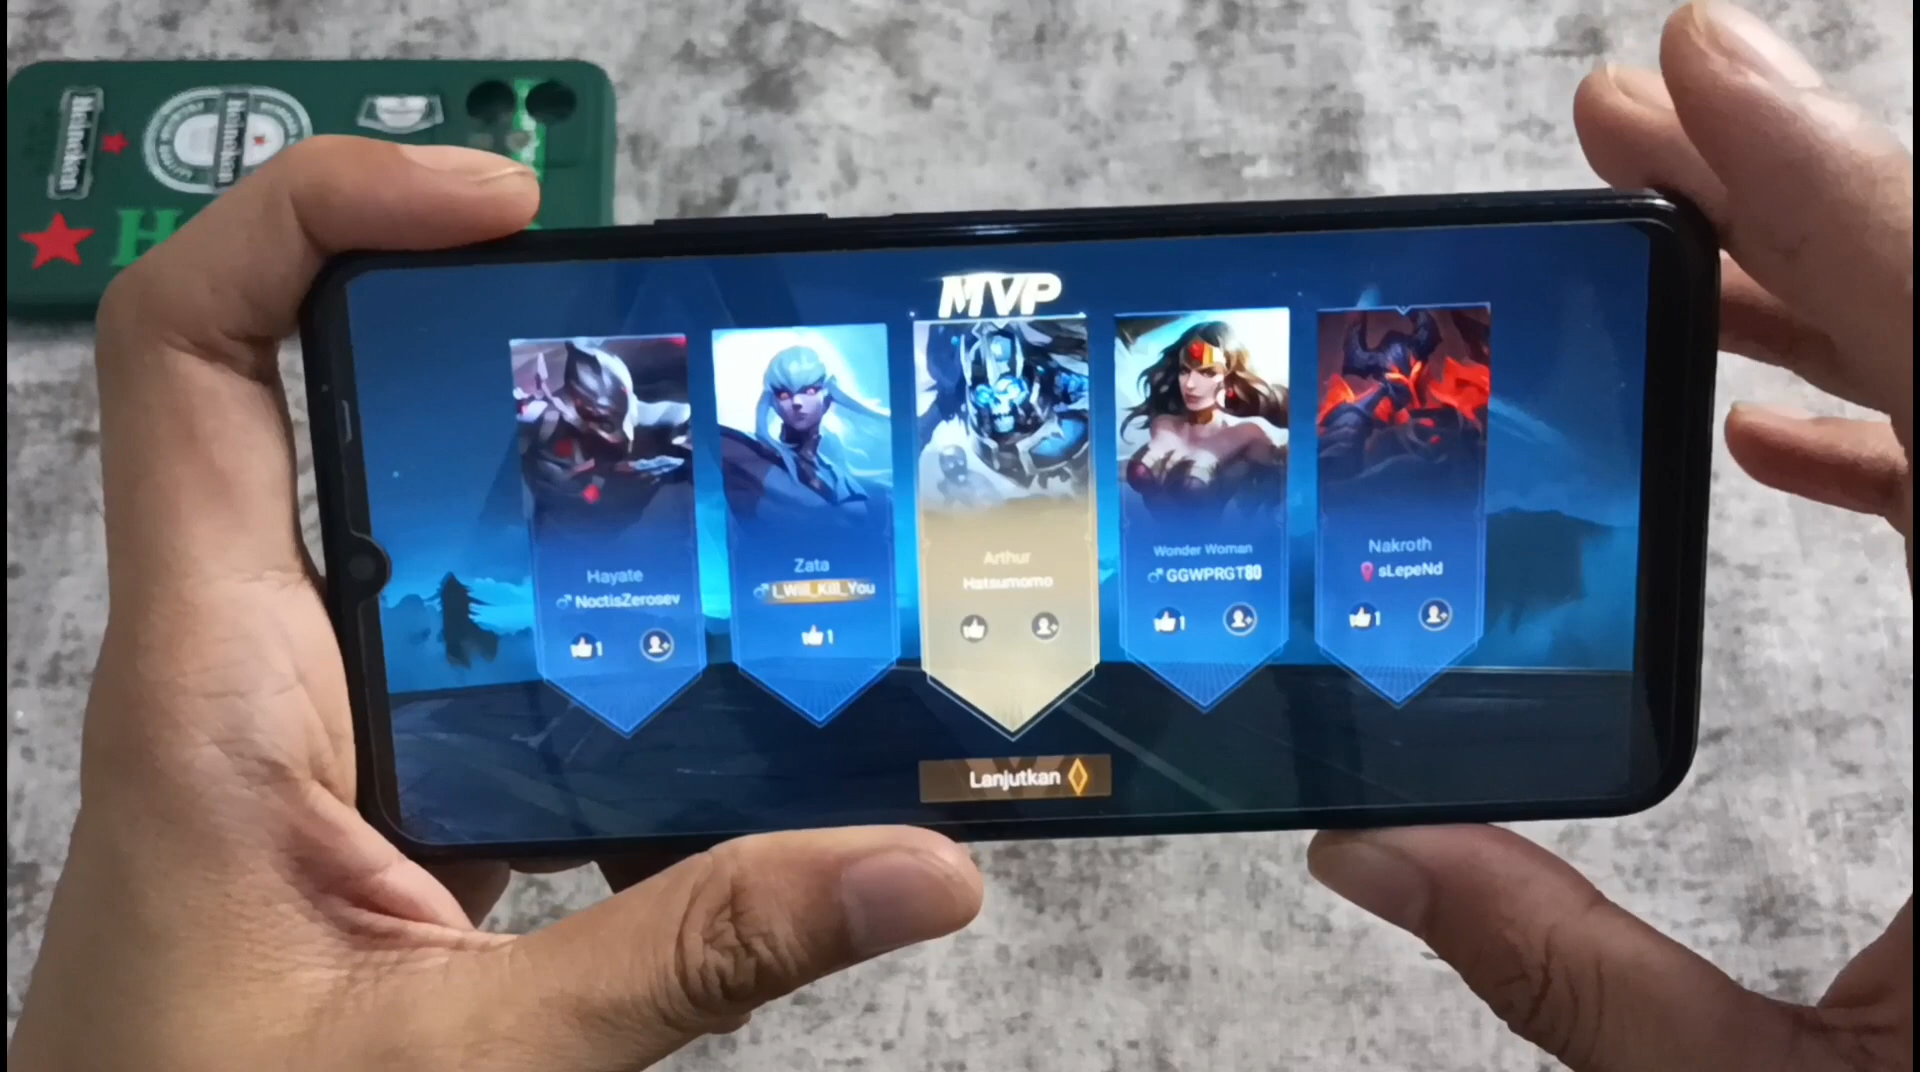 Heineken
Heineken
H
MVP
Hayate
NoctisZerosev
1
Zata
I_Will_Kill_You
1
Arthur
Hatsumomo
Wonder Woman
GGWPRGT80
1
Nakroth
sLepeNd
1
Lanjutkan